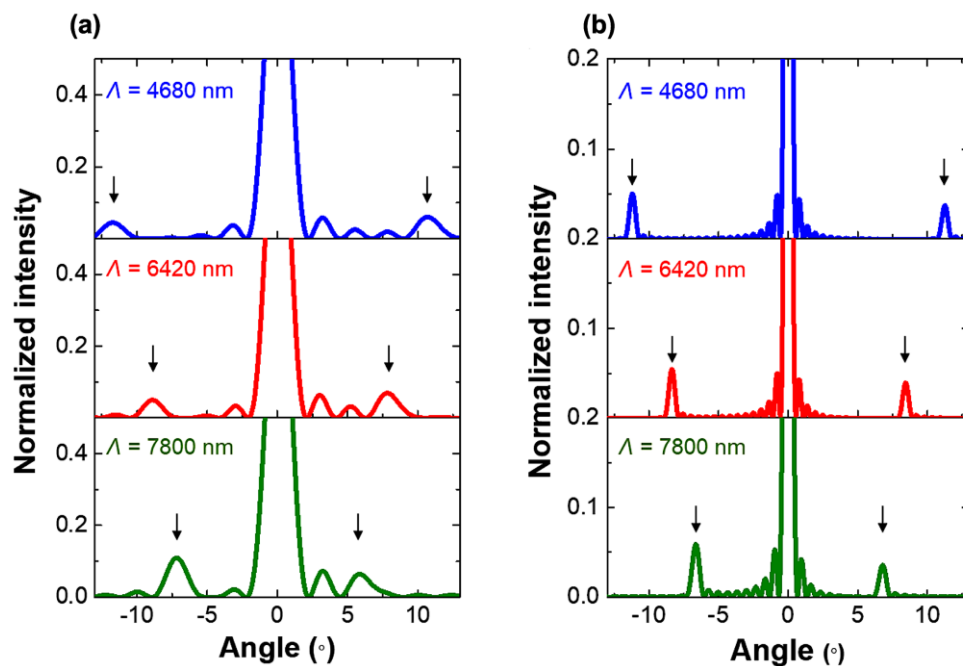 (a)
Normalized intensity
0.4
0.2
Λ = 4680 nm
0.4
0.2
Λ = 6420 nm
0.4
0.2
0.0
Λ = 7800 nm
-10 -5 0 5 10
Angle (°)
(b)
Normalized intensity
0.2
0.1
Λ = 4680 nm
0.2
0.1
Λ = 6420 nm
0.2
0.1
0.0
Λ = 7800 nm
-10 -5 0 5 10
Angle (°)